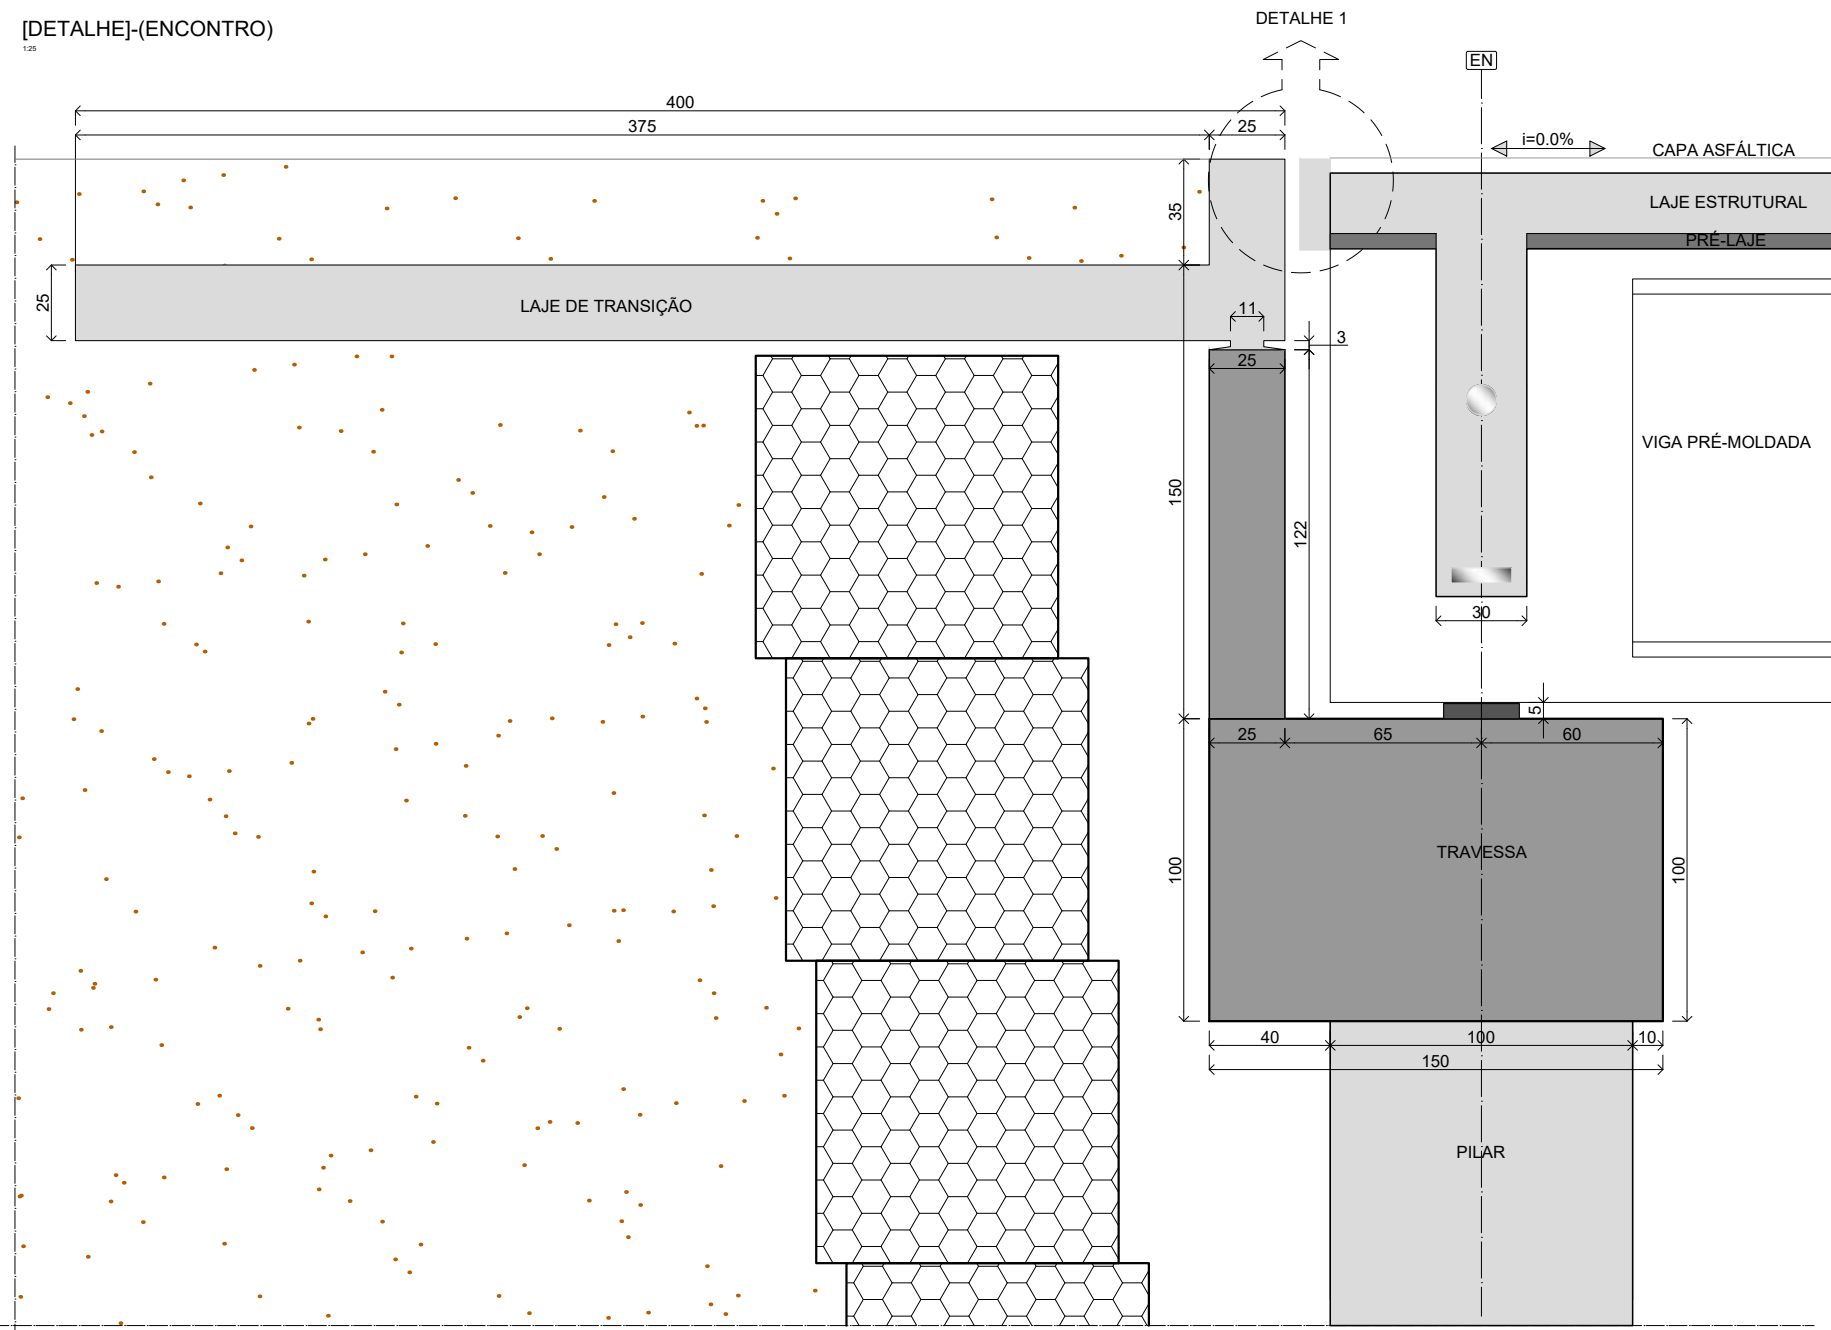 [DETALHE]-(ENCONTRO)
1:25
DETALHE 1
EN
400
375
25
i=0.0%
CAPA ASFÁLTICA
LAJE ESTRUTURAL
PRÉ-LAJE
35
25
LAJE DE TRANSIÇÃO
11
3
25
VIGA PRÉ-MOLDADA
150
122
30
5
25
65
60
TRAVESSA
100
100
40
100
10
150
PILAR